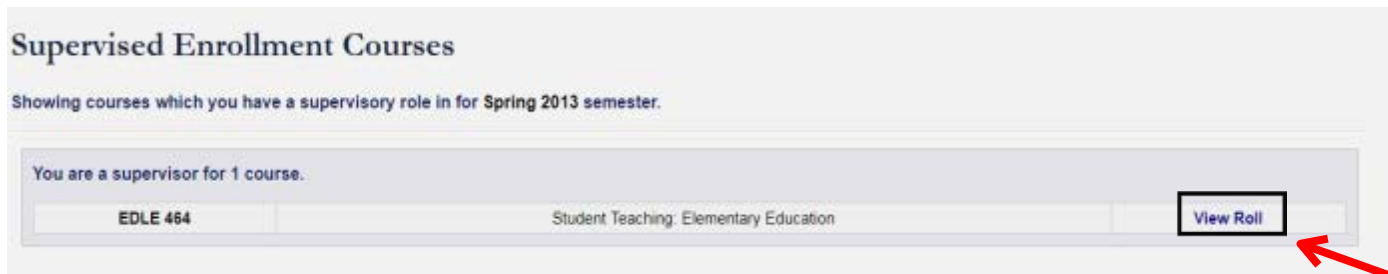 Supervised Enrollment Courses
Showing courses which you have a supervisory role in for Spring 2013 semester.
You are a supervisor for 1 course.
EDLE 464 Student Teaching: Elementary Education View Roll